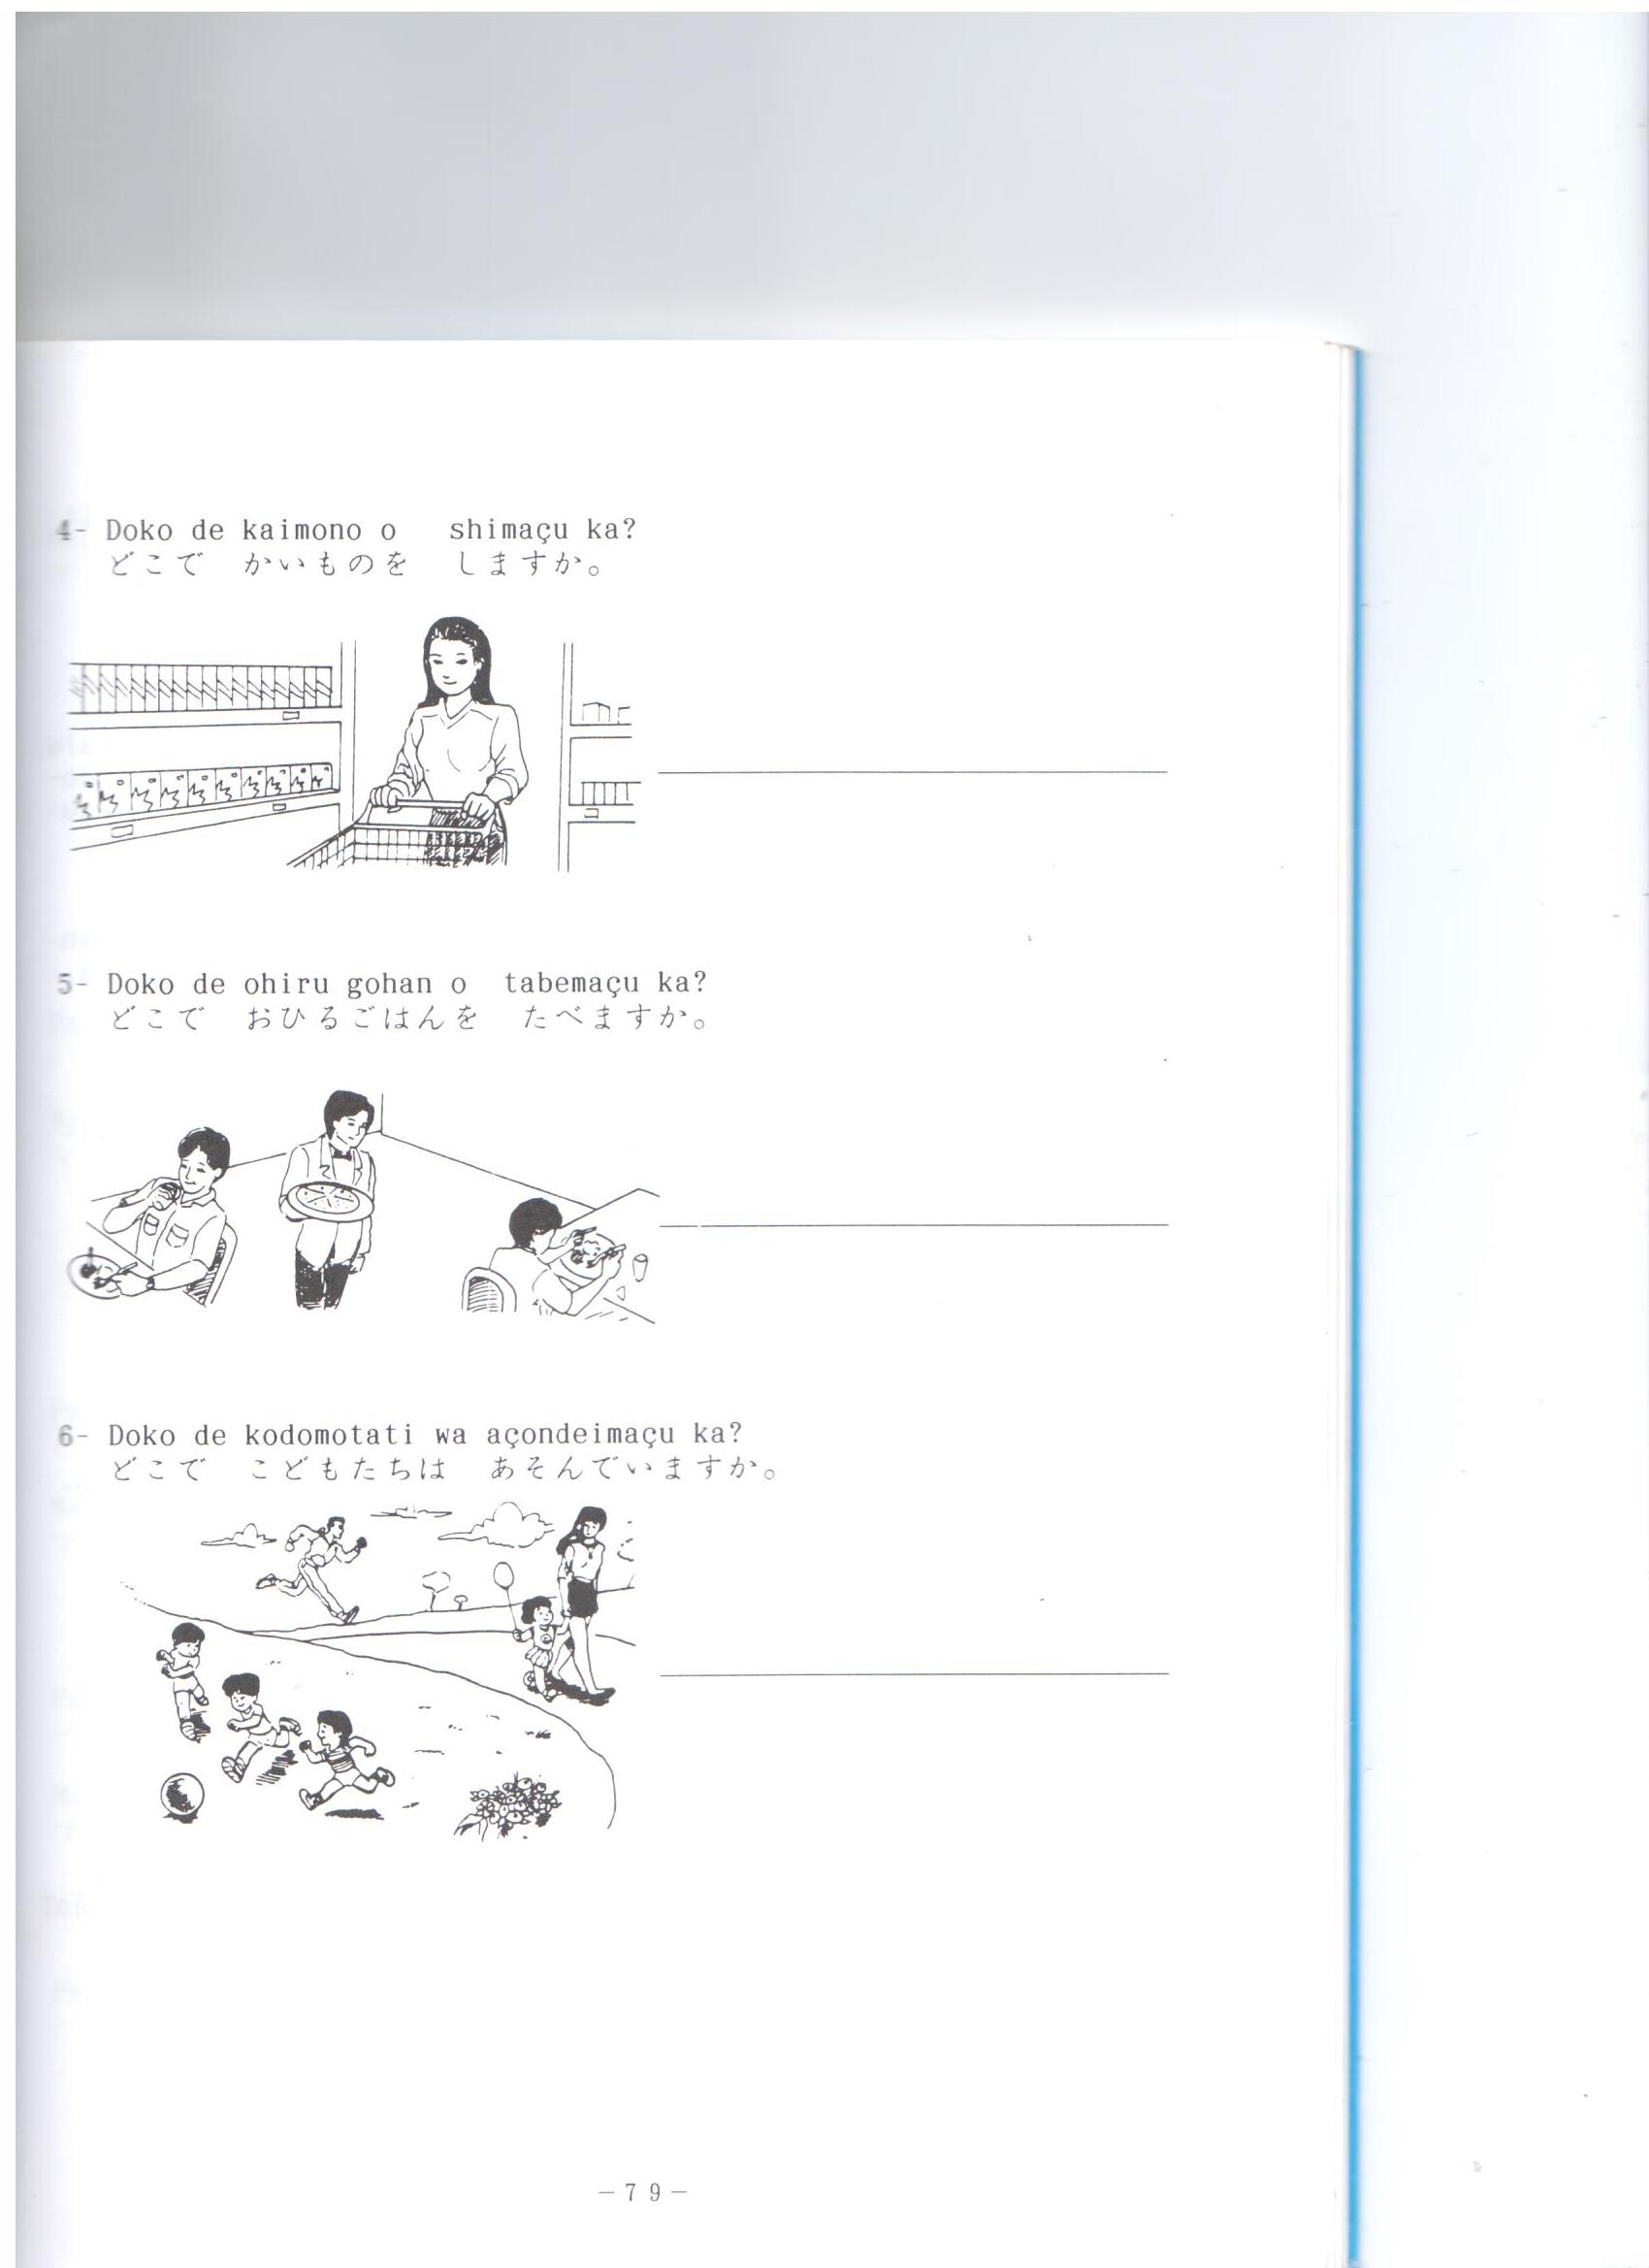 4- Doko de kaimono o shimaçu ka?
どこで かいものを しますか。
5- Doko de ohiru gohan o tabemaçu ka?
どこで おひるごはんを たべますか。
6- Doko de kodomotati wa açondeimaçu ka?
どこで こどもたちは あそんでいますか。
－７９－